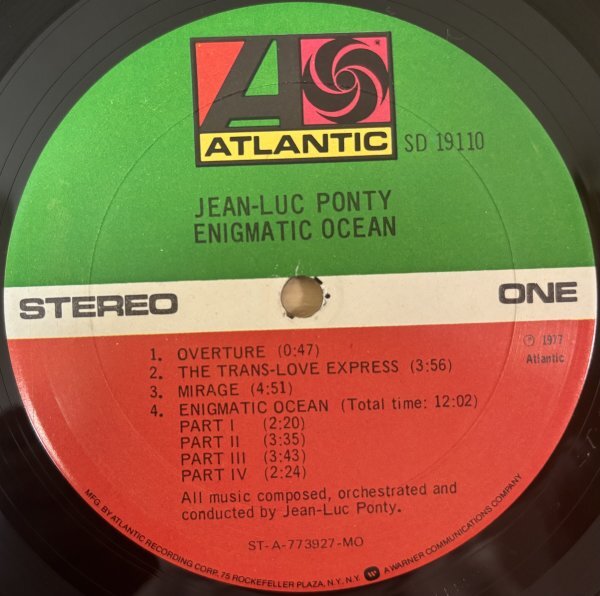 ATLANTIC
SD 19110
JEAN-LUC PONTY
ENIGMATIC OCEAN
STEREO
ONE
1. OVERTURE (0:47)
2. THE TRANS-LOVE EXPRESS (3:56)
3. MIRAGE (4:51)
4. ENIGMATIC OCEAN (Total time: 12:02)
PART I (2:20)
PART II (3:35)
PART III (3:43)
PART IV (2:24)
℗ 1977
Atlantic
All music composed, orchestrated and
conducted by Jean-Luc Ponty.
ST-A-773927-MO
MFG. BY ATLANTIC RECORDING CORP. 75 ROCKEFELLER PLAZA, N.Y. N.Y. A WARNER COMMUNICATIONS COMPANY